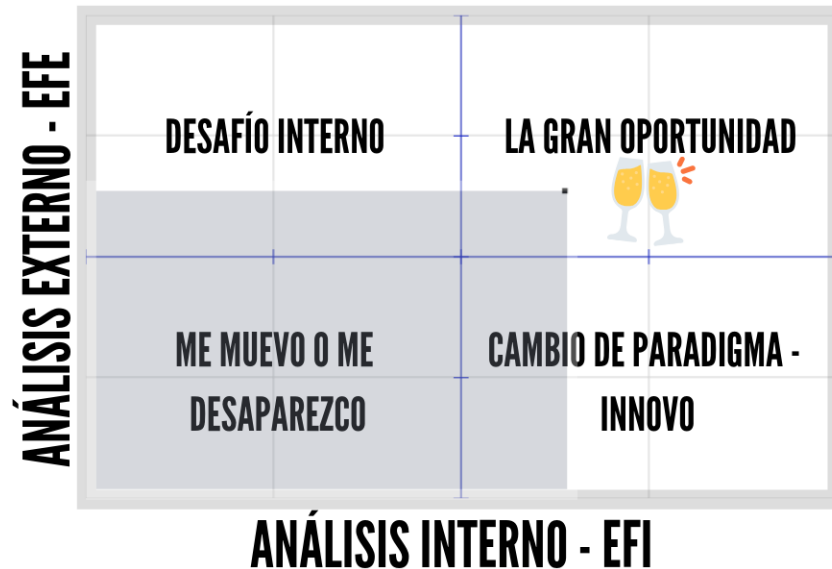 ANÁLISIS EXTERNO - EFE
DESAFÍO INTERNO
LA GRAN OPORTUNIDAD
ME MUEVO O ME
DESAPAREZCO
CAMBIO DE PARADIGMA -
INNOVO
ANÁLISIS INTERNO - EFI